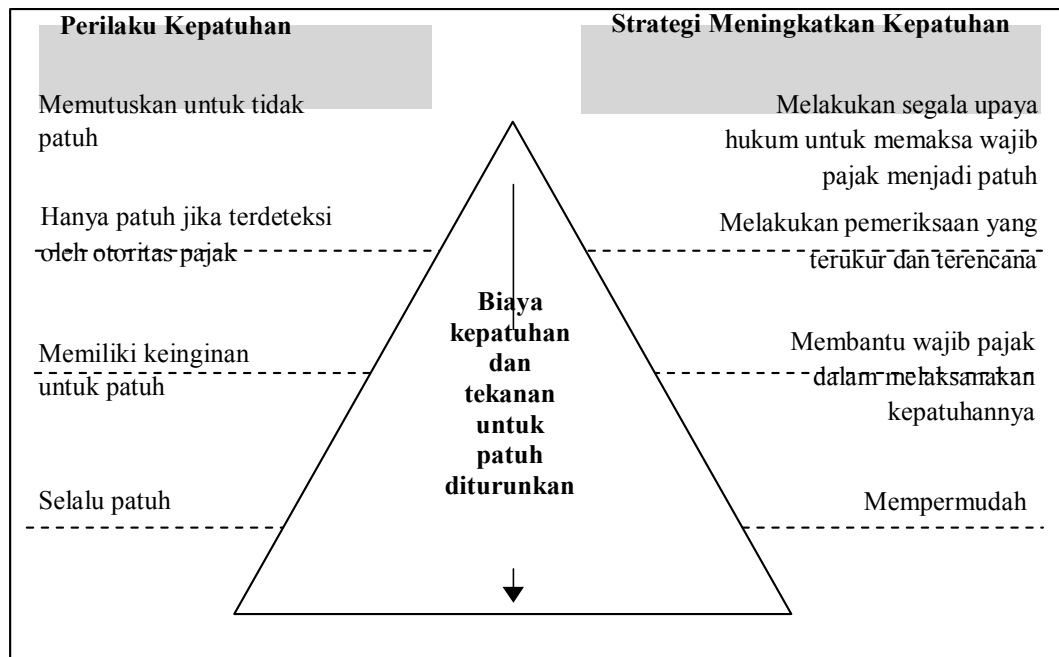 Perilaku Kepatuhan
Strategi Meningkatkan Kepatuhan
Memutuskan untuk tidak
patuh
Melakukan segala upaya
hukum untuk memaksa wajib
pajak menjadi patuh
Hanya patuh jika terdeteksi
oleh otoritas pajak
Melakukan pemeriksaan yang
terukur dan terencana
Biaya
kepatuhan
dan
tekanan
untuk
patuh
diturunkan
Memiliki keinginan
untuk patuh
Membantu wajib pajak
dalam melaksanakan
kepatuhannya
Selalu patuh
Mempermudah